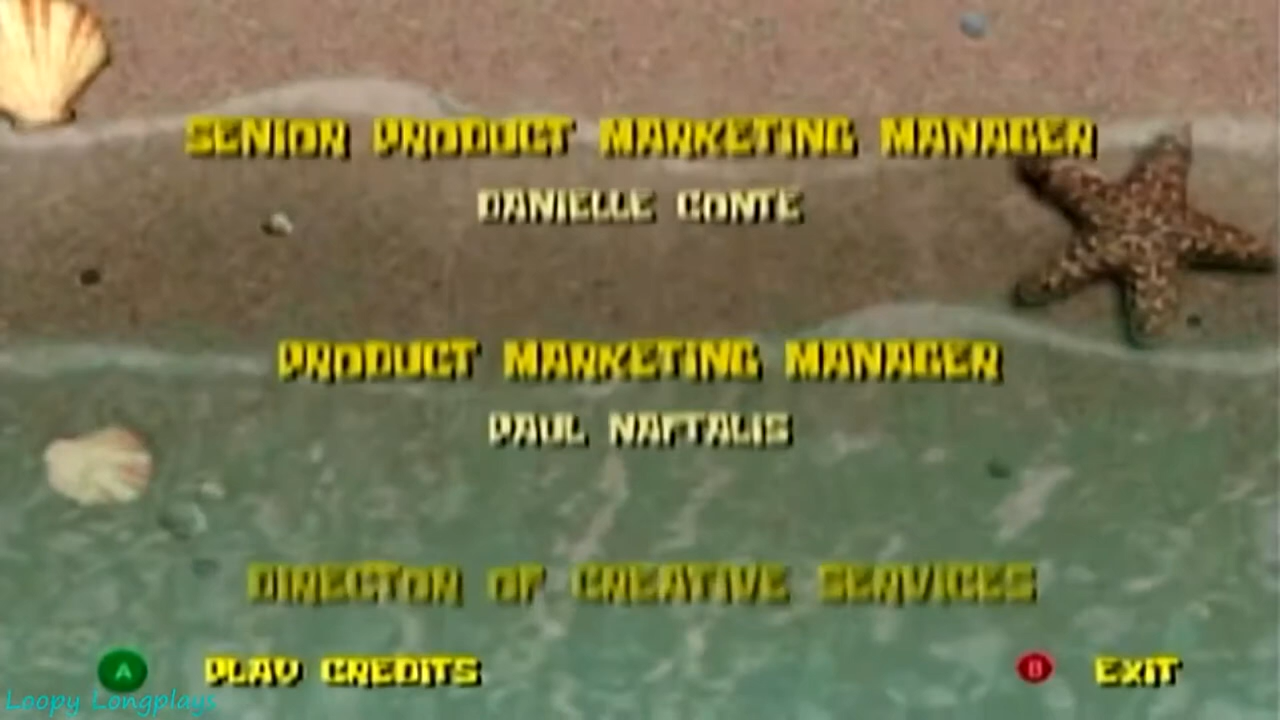 SENIOR PRODUCT MARKETING MANAGER
DANIELLE CONTE
PRODUCT MARKETING MANAGER
PAUL NAFTALIS
DIRECTOR OF CREATIVE SERVICES
A PLAY CREDITS
B EXIT
Loopy Longplays